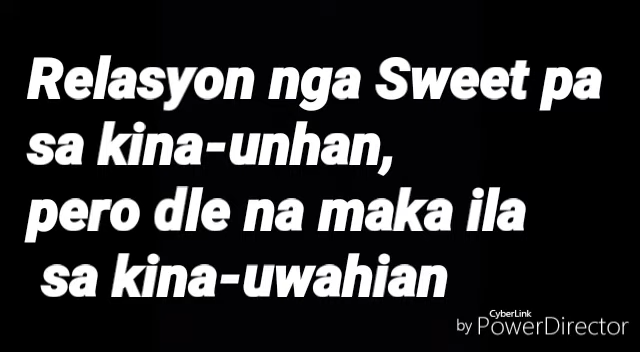 Relasyon nga Sweet pa
sa kina-unhan,
pero dle na maka ila
sa kina-uwahian
CyberLink
by PowerDirector